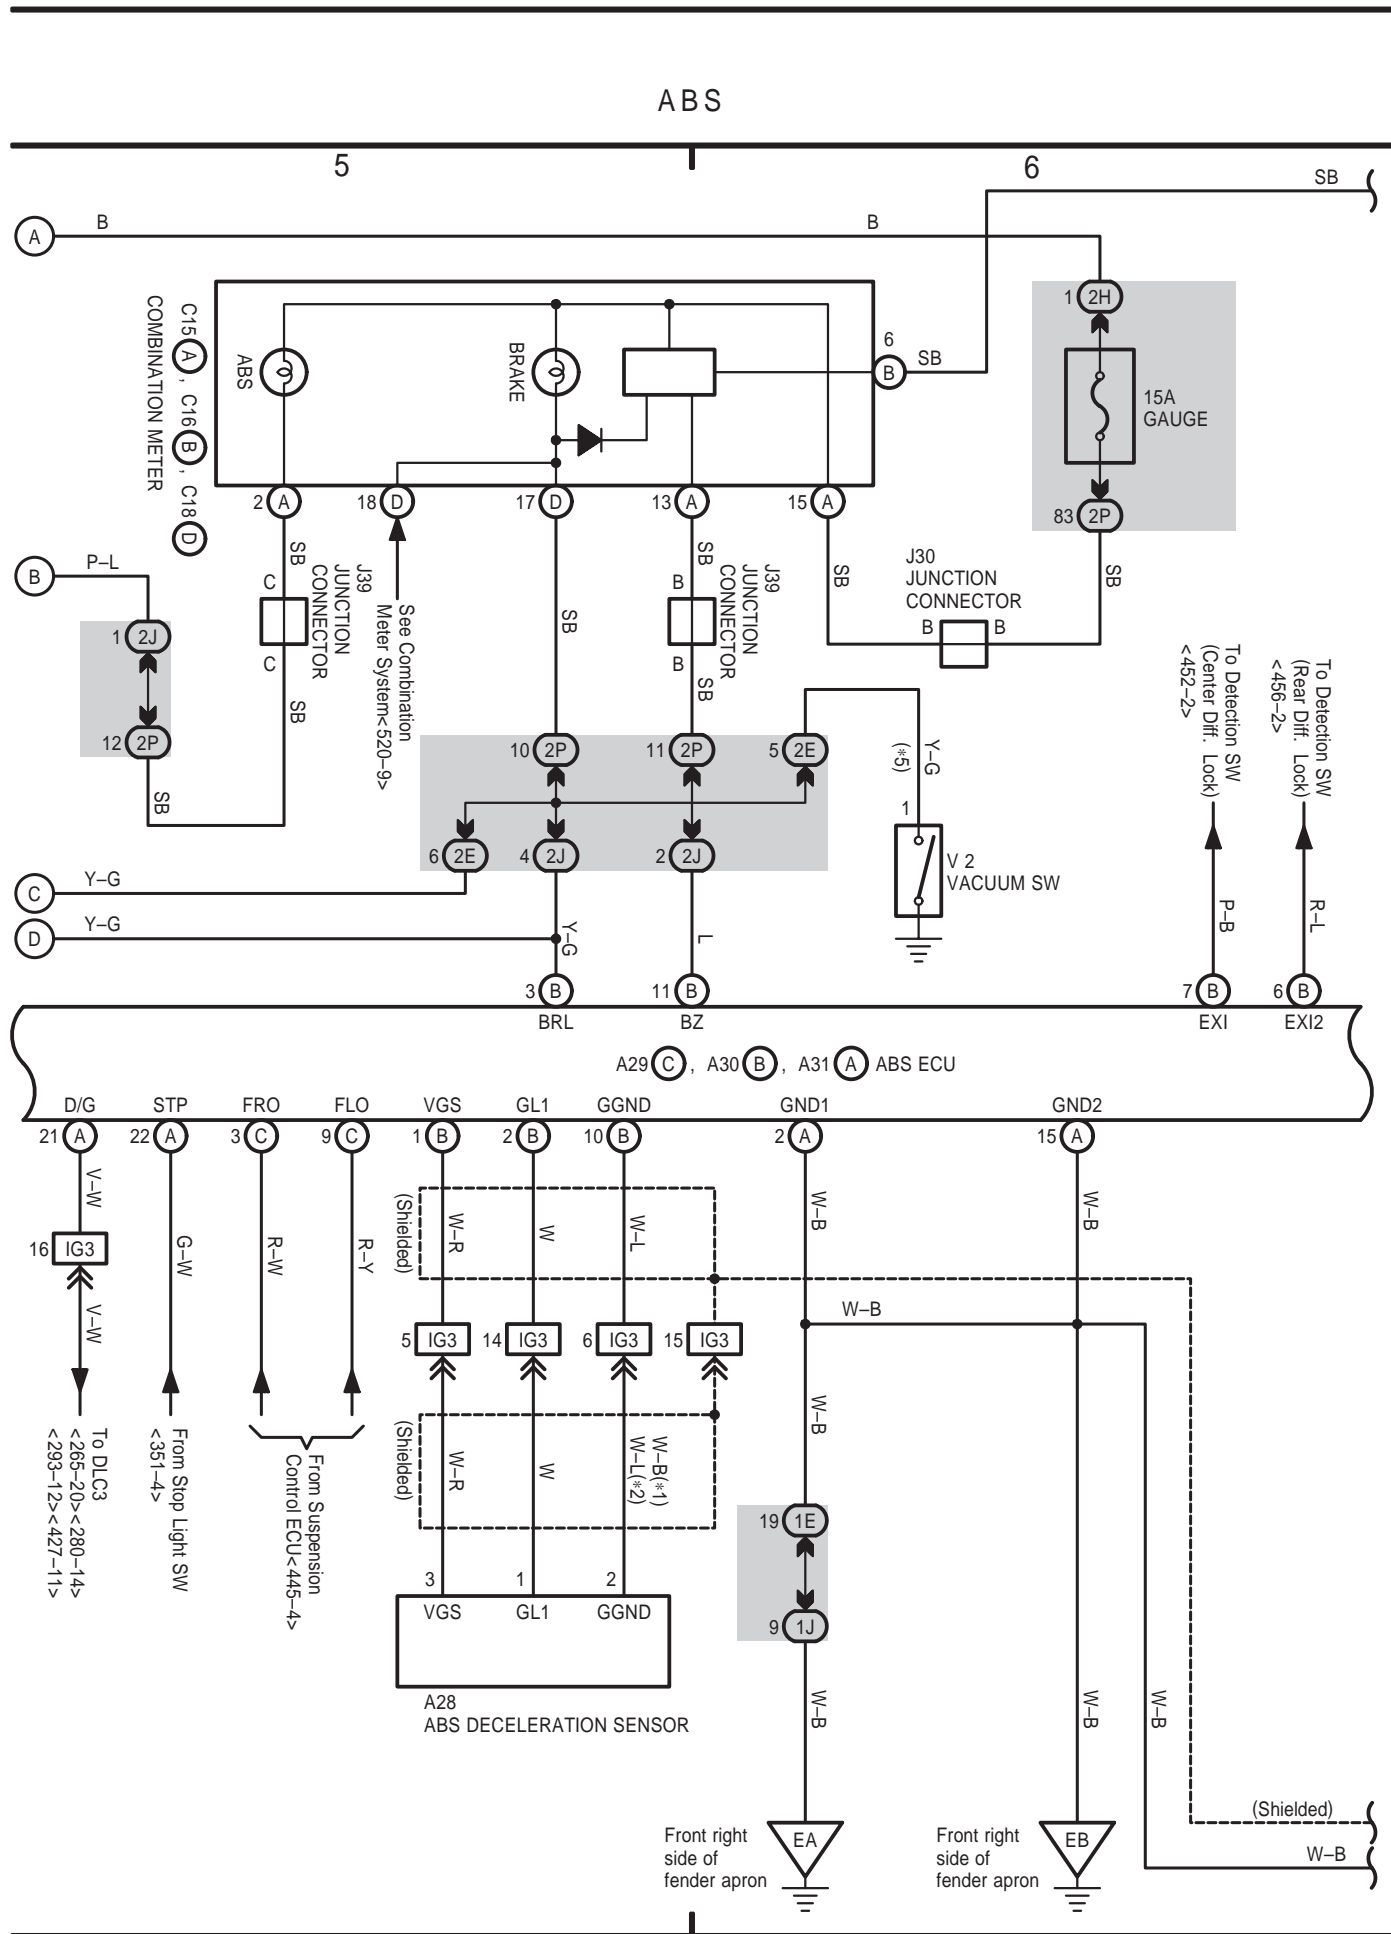 ABS
5
6
SB
A
B
B
1 2H
15A
GAUGE
83 2P
SB
C15 A , C16 B , C18 D
COMBINATION METER
ABS
BRAKE
6
B
SB
2 A
18 D
17 D
13 A
15 A
B
P–L
1 2J
12 2P
SB
SB
C
C
J39
JUNCTION
CONNECTOR
SB
See Combination
Meter System<520–9>
SB
SB
B
B
J39
JUNCTION
CONNECTOR
SB
SB
J30
JUNCTION
CONNECTOR
B
B
To Detection SW
(Center Diff. Lock)
<452–2>
To Detection SW
(Rear Diff. Lock)
<456–2>
10 2P
11 2P
5 2E
6 2E
4 2J
2 2J
Y–G
(*5)
1
V 2
VACUUM SW
C
Y–G
D
Y–G
Y–G
L
P–B
R–L
3 B
11 B
7 B
6 B
BRL
BZ
EXI
EXI2
A29 C , A30 B , A31 A ABS ECU
D/G
STP
FRO
FLO
VGS
GL1
GGND
GND1
GND2
21 A
22 A
3 C
9 C
1 B
2 B
10 B
2 A
15 A
V–W
16 IG3
V–W
G–W
R–W
R–Y
(Shielded)
W–R
W
W–L
W–B
W–B
W–B
5 IG3
14 IG3
6 IG3
15 IG3
To DLC3
<265–20><280–14>
<293–12><427–11>
From Stop Light SW
<351–4>
From Suspension
Control ECU<445–4>
(Shielded)
W–R
W
W–B(*1)
W–L(*2)
W–B
19 1E
9 1J
3
1
2
VGS
GL1
GGND
A28
ABS DECELERATION SENSOR
W–B
W–B
W–B
(Shielded)
W–B
Front right
side of
fender apron
EA
Front right
side of
fender apron
EB